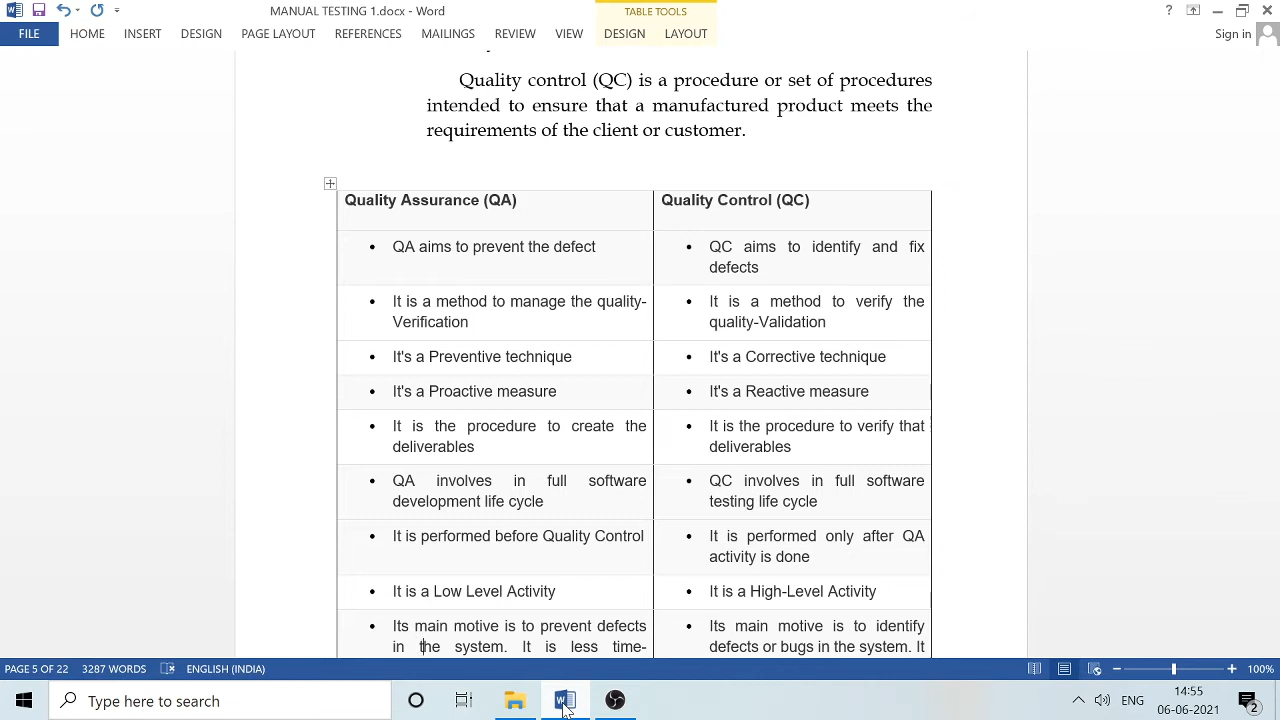 MANUAL TESTING 1.docx - Word
TABLE TOOLS
?
FILE
HOME
INSERT
DESIGN
PAGE LAYOUT
REFERENCES
MAILINGS
REVIEW
VIEW
DESIGN
LAYOUT
Sign in
Quality control (QC) is a procedure or set of procedures
intended to ensure that a manufactured product meets the
requirements of the client or customer.
Quality Assurance (QA)
Quality Control (QC)
• QA aims to prevent the defect
• QC aims to identify and fix
defects
• It is a method to manage the quality-
Verification
• It is a method to verify the
quality-Validation
• It's a Preventive technique
• It's a Corrective technique
• It's a Proactive measure
• It's a Reactive measure
• It is the procedure to create the
deliverables
• It is the procedure to verify that
deliverables
• QA involves in full software
development life cycle
• QC involves in full software
testing life cycle
• It is performed before Quality Control
• It is performed only after QA
activity is done
• It is a Low Level Activity
• It is a High-Level Activity
• Its main motive is to prevent defects
in the system. It is less time-
• Its main motive is to identify
defects or bugs in the system. It
PAGE 5 OF 22
3287 WORDS
ENGLISH (INDIA)
100%
Type here to search
ENG
14:55
06-06-2021
2